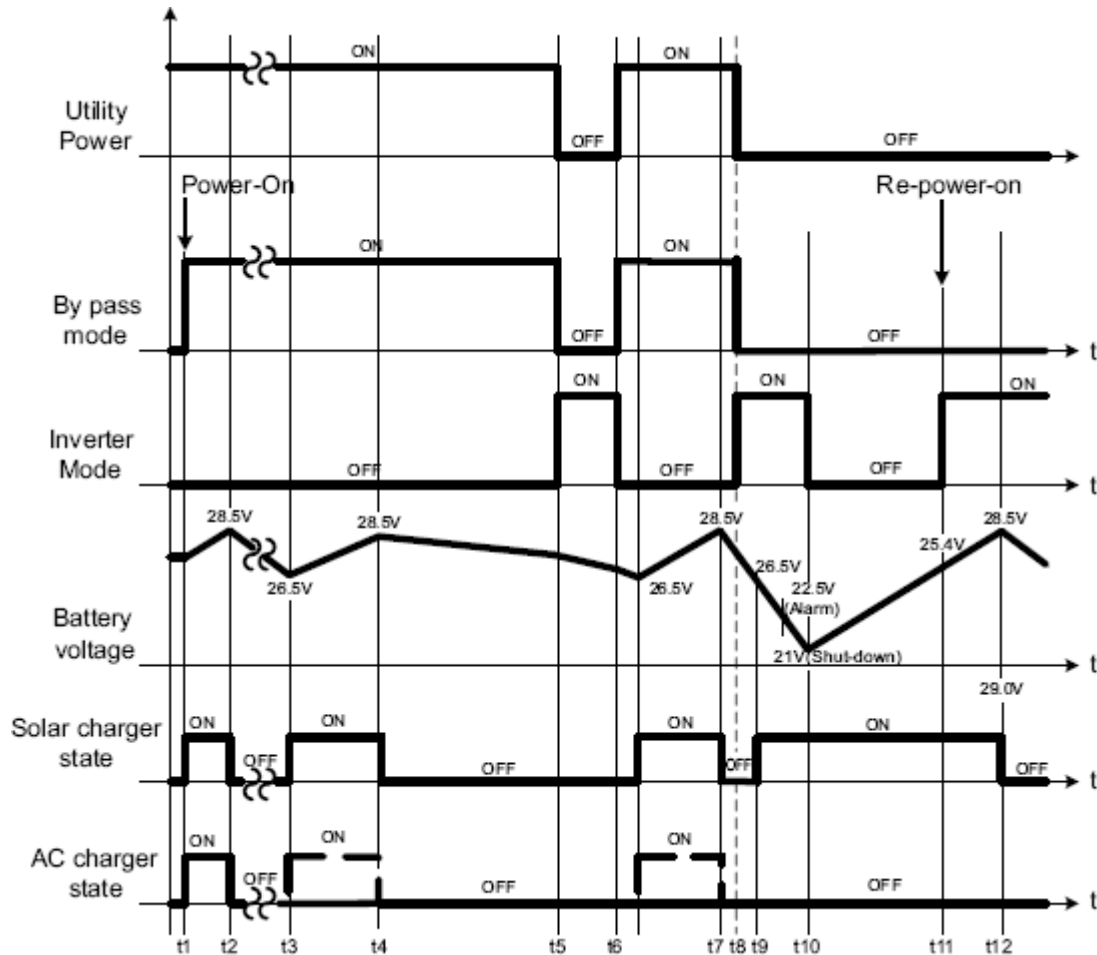 ON
ON
Utility
Power
OFF
OFF
t
Power-On
Re-power-on
ON
ON
By pass
mode
OFF
OFF
t
ON
ON
Inverter
Mode
OFF
OFF
OFF
t
28.5V
28.5V
28.5V
28.5V
25.4V
26.5V
26.5V
26.5V
22.5V
(Alarm)
Battery
voltage
21V(Shut-down)
t
29.0V
Solar charger
state
ON
ON
ON
ON
OFF
OFF
OFF
OFF
t
AC charger
state
ON
ON
ON
OFF
OFF
OFF
t
t1 t2 t3 t4 t5 t6 t7 t8 t9 t10 t11 t12